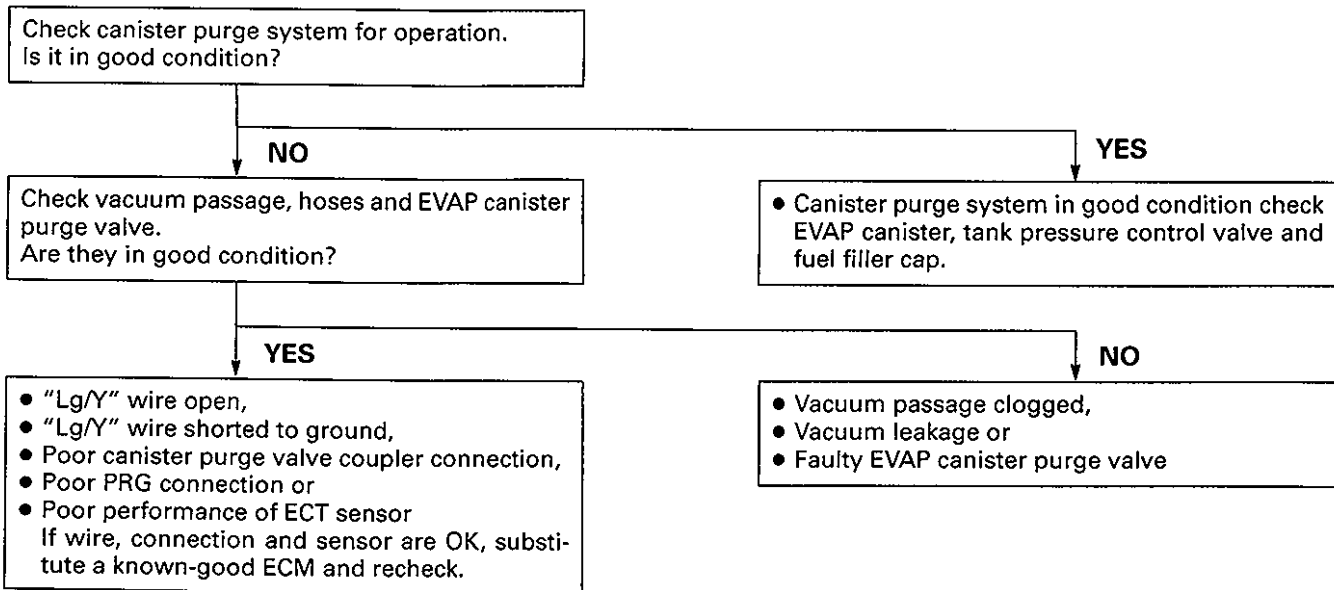 Check canister purge system for operation.
Is it in good condition?
NO
YES
Check vacuum passage, hoses and EVAP canister
purge valve.
Are they in good condition?
● Canister purge system in good condition check
EVAP canister, tank pressure control valve and
fuel filler cap.
YES
NO
● "Lg/Y" wire open,
● "Lg/Y" wire shorted to ground,
● Poor canister purge valve coupler connection,
● Poor PRG connection or
● Poor performance of ECT sensor
If wire, connection and sensor are OK, substi-
tute a known-good ECM and recheck.
● Vacuum passage clogged,
● Vacuum leakage or
● Faulty EVAP canister purge valve